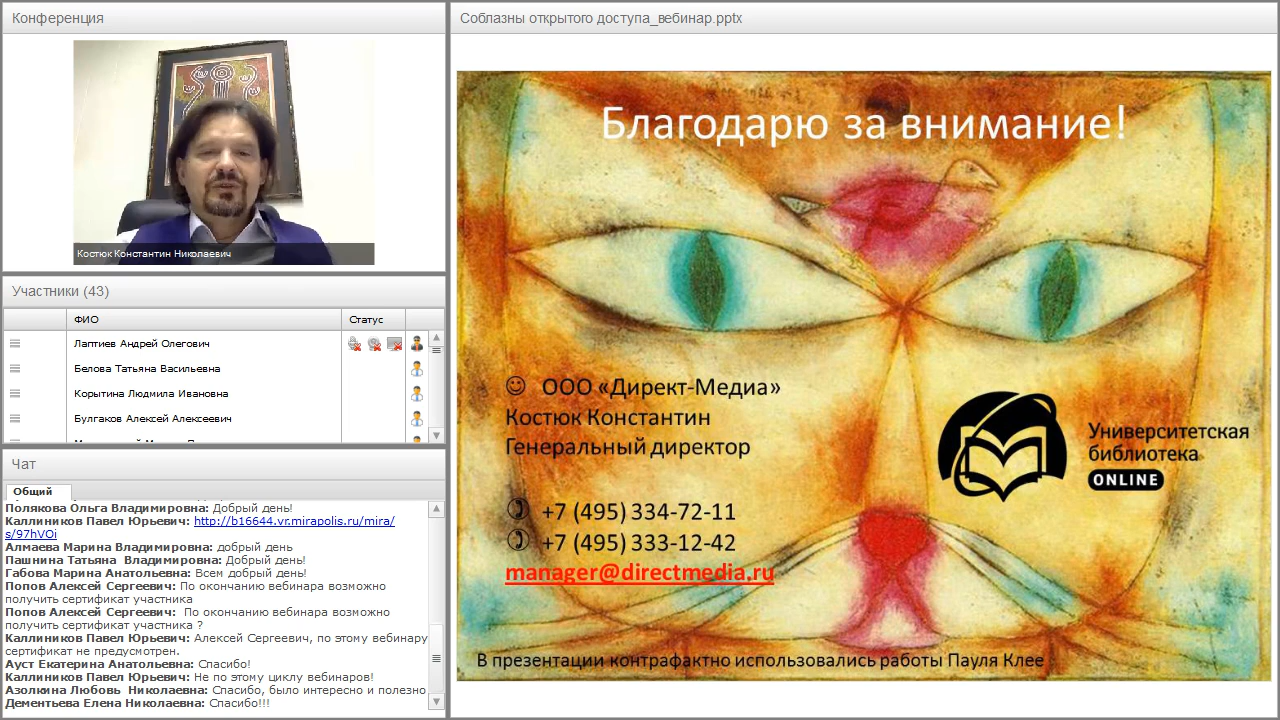 Конференция
Костюк Константин Николаевич
Участники (43)
ФИО
Статус
Лаптиев Андрей Олегович
Белова Татьяна Васильевна
Корытина Людмила Ивановна
Булгаков Алексей Алексеевич
Чат
Общий
Полякова Ольга Владимировна: Добрый день!
Каллиников Павел Юрьевич: http://b16644.vr.mirapolis.ru/mira/
s/97hVOi
Алмаева Марина Владимировна: добрый день
Пашнина Татьяна Владимировна: Добрый день!
Габова Марина Анатольевна: Всем добрый день!
Попов Алексей Сергеевич: По окончанию вебинара возможно
получить сертификат участника
Попов Алексей Сергеевич: По окончанию вебинара возможно
получить сертификат участника ?
Каллиников Павел Юрьевич: Алексей Сергеевич, по этому вебинару
сертификат не предусмотрен.
Ауст Екатерина Анатольевна: Спасибо!
Каллиников Павел Юрьевич: Не по этому циклу вебинаров!
Азолкина Любовь Николаевна: Спасибо, было интересно и полезно
Дементьева Елена Николаевна: Спасибо!!!
Соблазны открытого доступа_вебинар.pptx
Благодарю за внимание!
ООО «Директ-Медиа»
Костюк Константин
Генеральный директор
+7 (495) 334-72-11
+7 (495) 333-12-42
manager@directmedia.ru
Университетская
библиотека
ONLINE
В презентации контрафактно использовались работы Пауля Клее